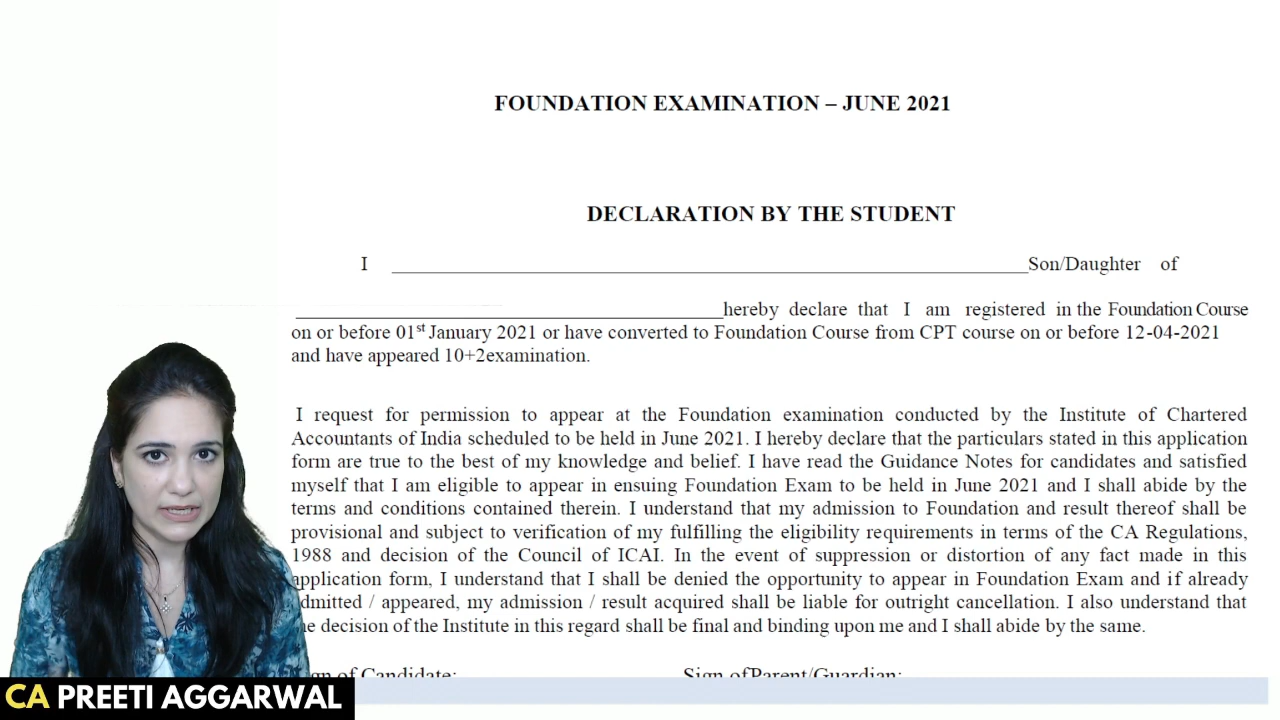 FOUNDATION EXAMINATION – JUNE 2021
DECLARATION BY THE STUDENT
I ______________________________ Son/Daughter of
______________________________hereby declare that I am registered in the Foundation Course
on or before 01st January 2021 or have converted to Foundation Course from CPT course on or before 12-04-2021
and have appeared 10+2examination.
I request for permission to appear at the Foundation examination conducted by the Institute of Chartered
Accountants of India scheduled to be held in June 2021. I hereby declare that the particulars stated in this application
form are true to the best of my knowledge and belief. I have read the Guidance Notes for candidates and satisfied
myself that I am eligible to appear in ensuing Foundation Exam to be held in June 2021 and I shall abide by the
terms and conditions contained therein. I understand that my admission to Foundation and result thereof shall be
provisional and subject to verification of my fulfilling the eligibility requirements in terms of the CA Regulations,
1988 and decision of the Council of ICAI. In the event of suppression or distortion of any fact made in this
application form, I understand that I shall be denied the opportunity to appear in Foundation Exam and if already
admitted / appeared, my admission / result acquired shall be liable for outright cancellation. I also understand that
the decision of the Institute in this regard shall be final and binding upon me and I shall abide by the same.
Sign of Candidate: Sign ofParent/Guardian:
CA PREETI AGGARWAL